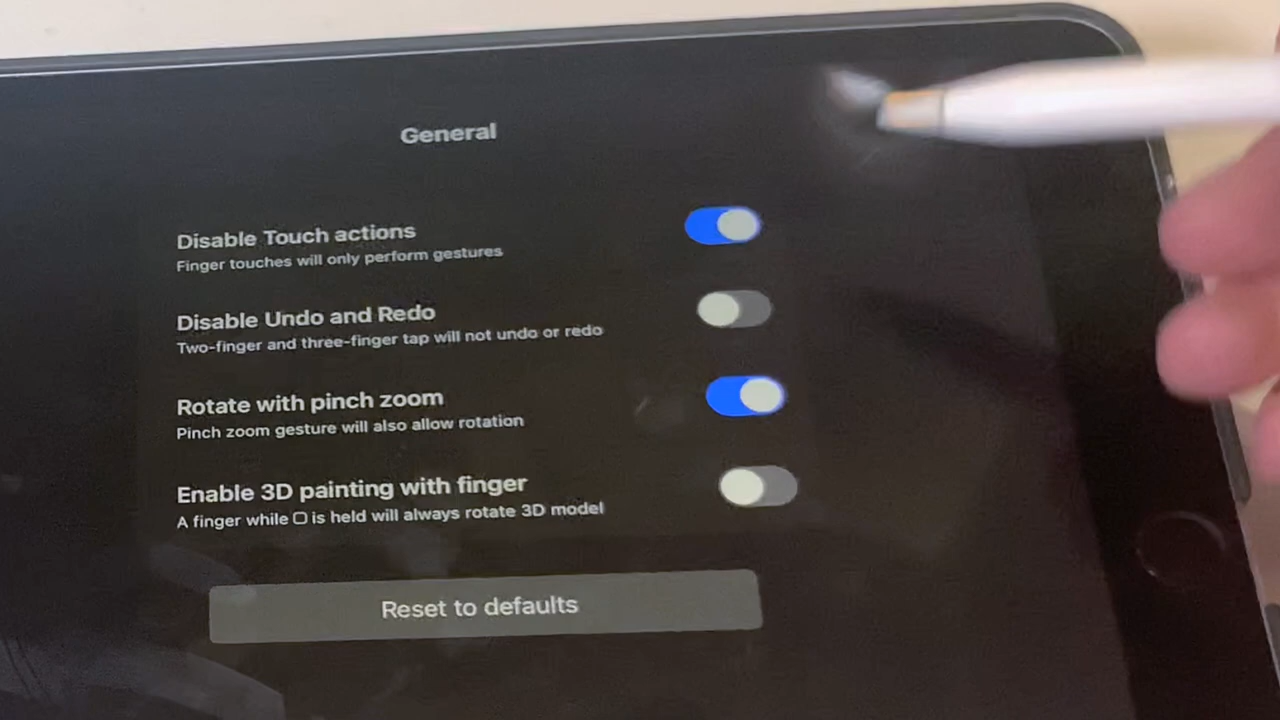 General
Disable Touch actions
Finger touches will only perform gestures
Disable Undo and Redo
Two-finger and three-finger tap will not undo or redo
Rotate with pinch zoom
Pinch zoom gesture will also allow rotation
Enable 3D painting with finger
A finger while ▢ is held will always rotate 3D model
Reset to defaults